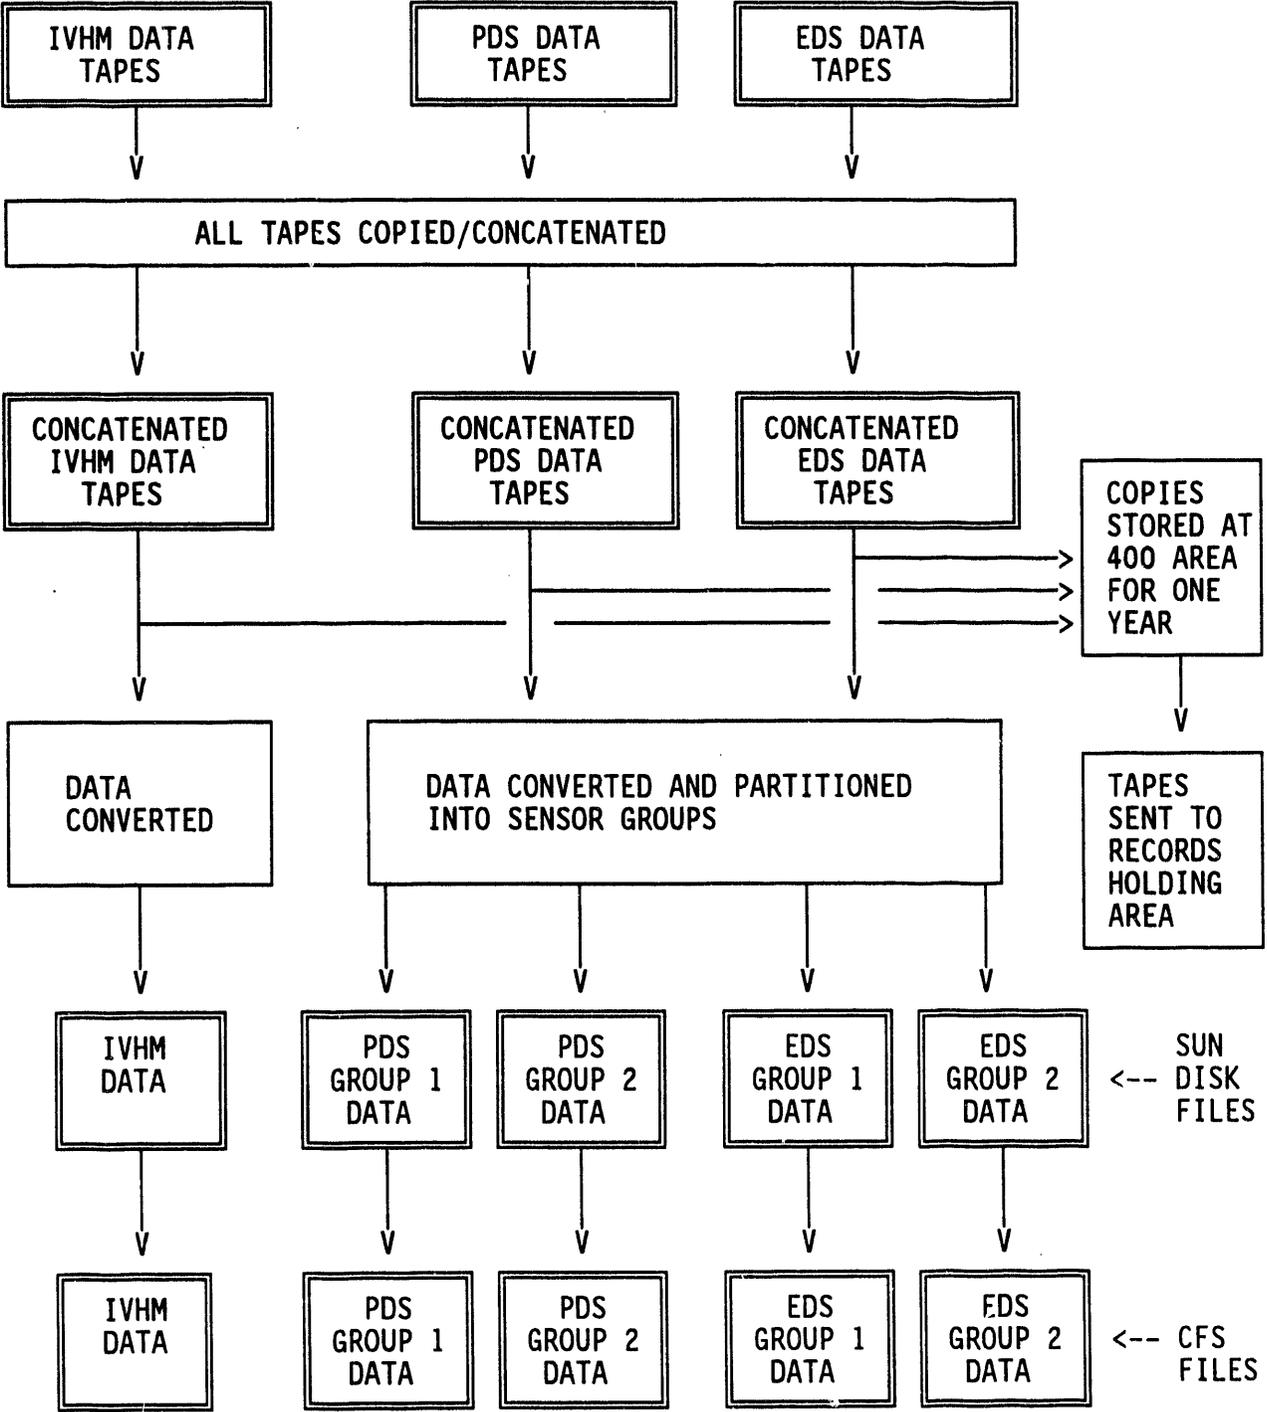 IVHM DATA
TAPES
PDS DATA
TAPES
EDS DATA
TAPES
ALL TAPES COPIED/CONCATENATED
CONCATENATED
IVHM DATA
TAPES
CONCATENATED
PDS DATA
TAPES
CONCATENATED
EDS DATA
TAPES
COPIES
STORED AT
400 AREA
FOR ONE
YEAR
DATA
CONVERTED
DATA CONVERTED AND PARTITIONED
INTO SENSOR GROUPS
TAPES
SENT TO
RECORDS
HOLDING
AREA
IVHM
DATA
PDS
GROUP 1
DATA
PDS
GROUP 2
DATA
EDS
GROUP 1
DATA
EDS
GROUP 2
DATA
SUN
<-- DISK
FILES
IVHM
DATA
PDS
GROUP 1
DATA
PDS
GROUP 2
DATA
EDS
GROUP 1
DATA
EDS
GROUP 2
DATA
<-- CFS
FILES